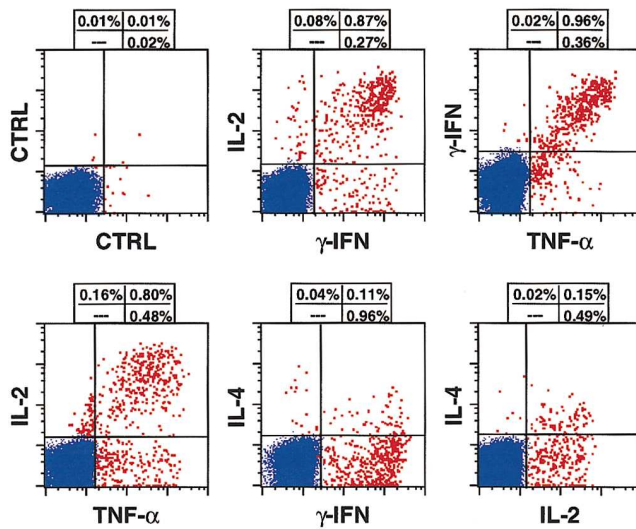 0.01% 0.01%
--- 0.02%
CTRL
CTRL
0.08% 0.87%
--- 0.27%
IL-2
γ-IFN
0.02% 0.96%
--- 0.36%
γ-IFN
TNF-α
0.16% 0.80%
--- 0.48%
IL-2
TNF-α
0.04% 0.11%
--- 0.96%
IL-4
γ-IFN
0.02% 0.15%
--- 0.49%
IL-4
IL-2